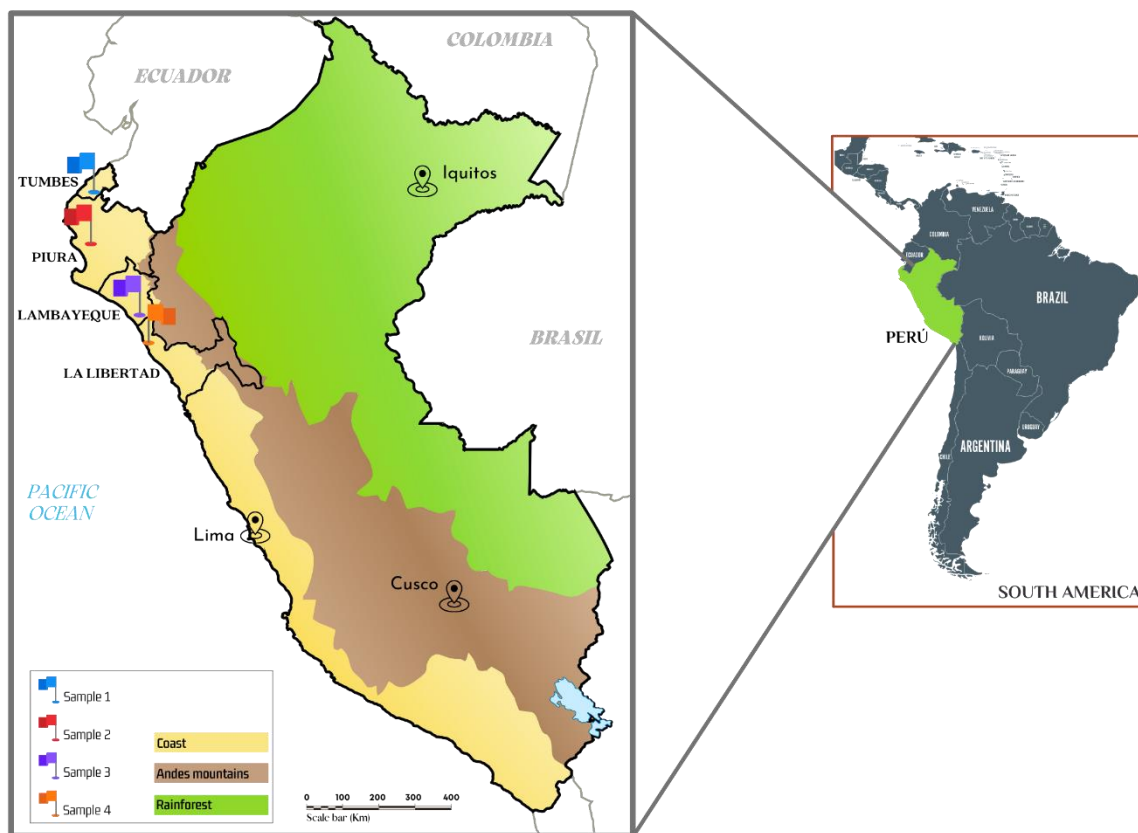 COLOMBIA
ECUADOR
Iquitos
TUMBES
PIURA
LAMBAYEQUE
LA LIBERTAD
BRASIL
PACIFIC
OCEAN
Lima
Cusco
Sample 1
Sample 2
Sample 3
Sample 4
Coast
Andes mountains
Rainforest
0 100 200 300 400
Scale bar (Km)
VENEZUELA
COLOMBIA
ECUADOR
BRAZIL
PERÚ
BOLIVIA
PARAGUAY
URUGUAY
ARGENTINA
CHILE
SOUTH AMERICA